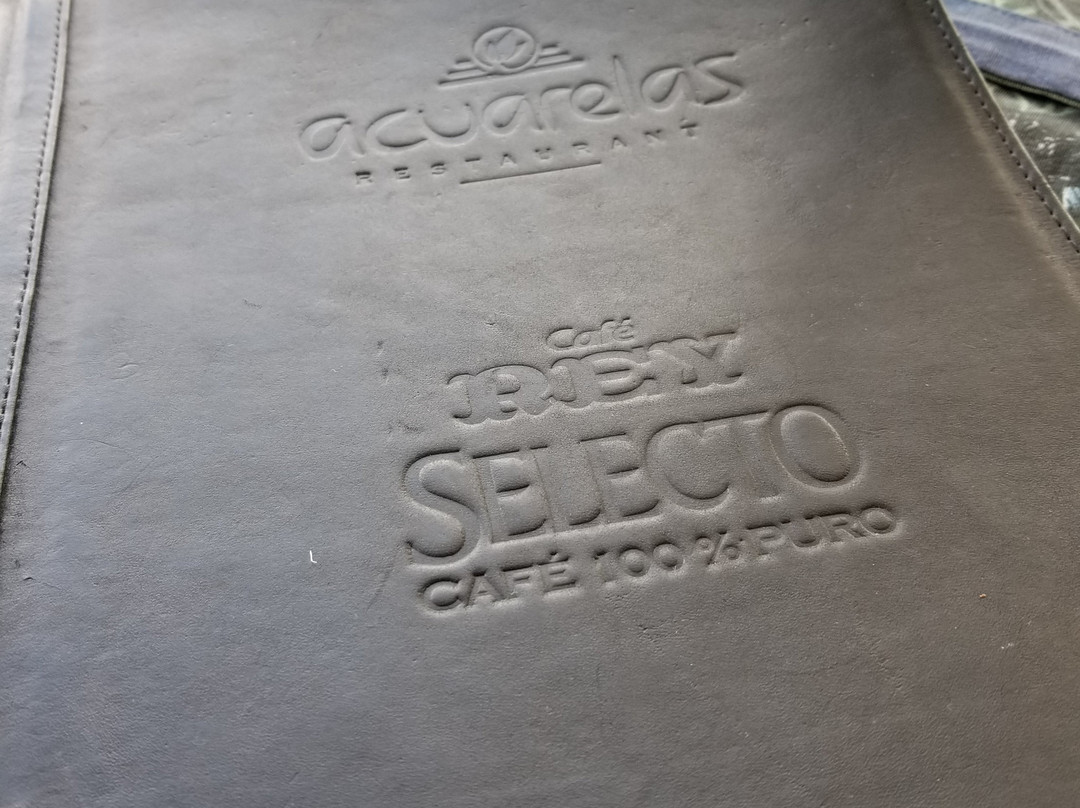 acuarelas
RESTAURANT
Café
REY
SELECTO
CAFÉ 100% PURO